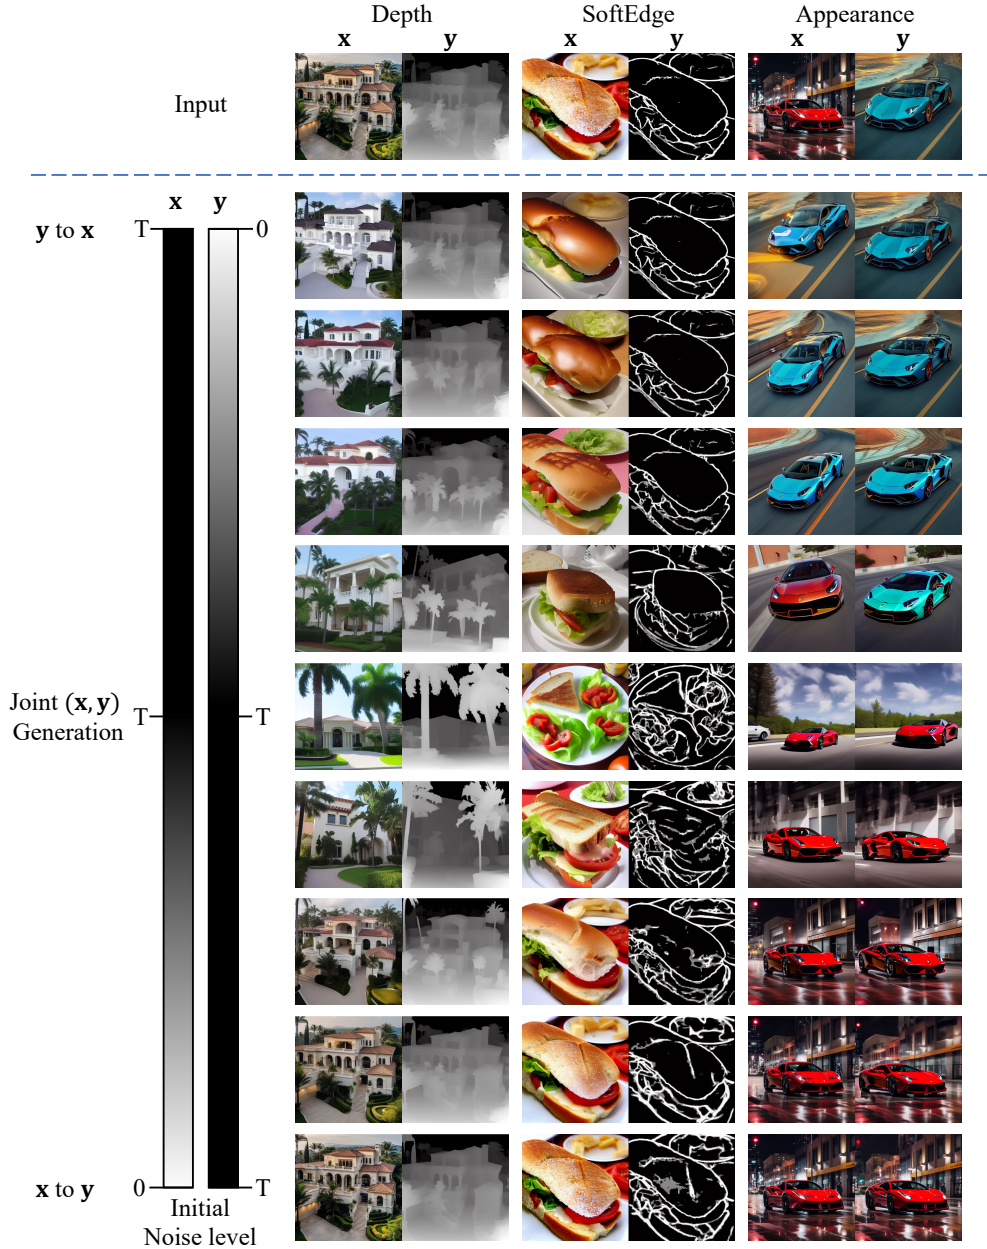 Depth SoftEdge Appearance
x y x y x y
Input
x y
y to x T 0
Joint (x, y) Generation T T
x to y 0 T
Initial
Noise level